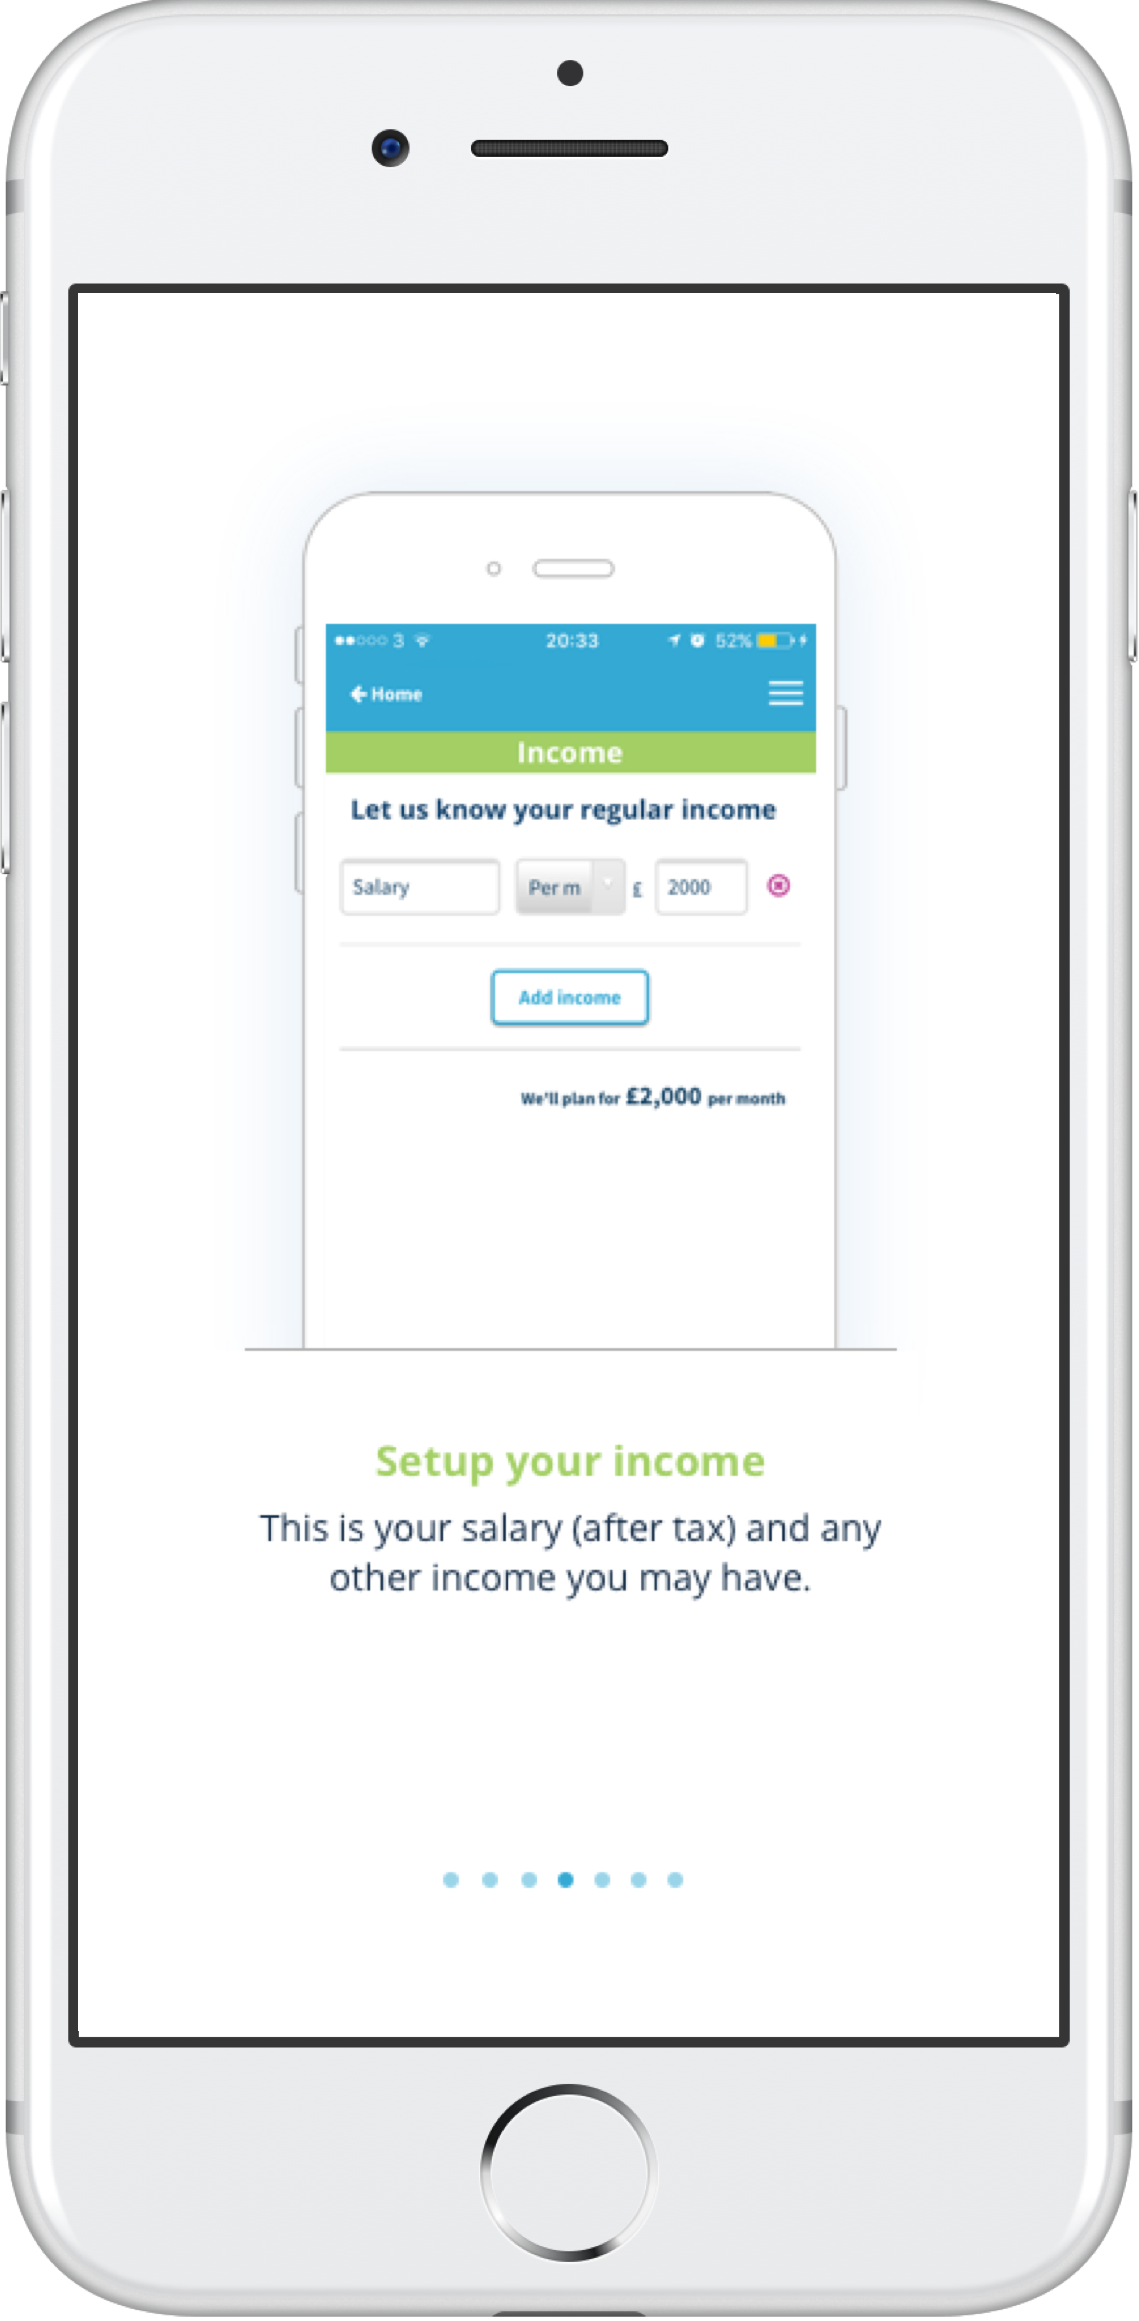 3 20:33 52%
Home
Income
Let us know your regular income
Salary Per m £ 2000
Add income
We'll plan for £2,000 per month
Setup your income
This is your salary (after tax) and any
other income you may have.